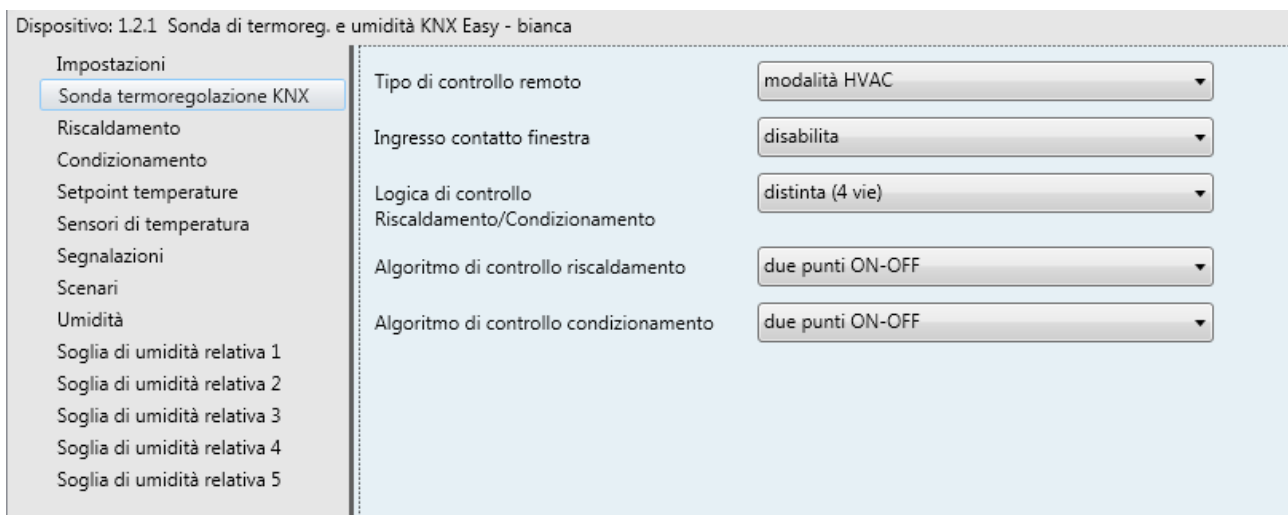 Dispositivo: 1.2.1 Sonda di termoreg. e umidità KNX Easy - bianca
Impostazioni
Sonda termoregolazione KNX
Riscaldamento
Condizionamento
Setpoint temperature
Sensori di temperatura
Segnalazioni
Scenari
Umidità
Soglia di umidità relativa 1
Soglia di umidità relativa 2
Soglia di umidità relativa 3
Soglia di umidità relativa 4
Soglia di umidità relativa 5
Tipo di controllo remoto
modalità HVAC
Ingresso contatto finestra
disabilita
Logica di controllo
Riscaldamento/Condizionamento
distinta (4 vie)
Algoritmo di controllo riscaldamento
due punti ON-OFF
Algoritmo di controllo condizionamento
due punti ON-OFF